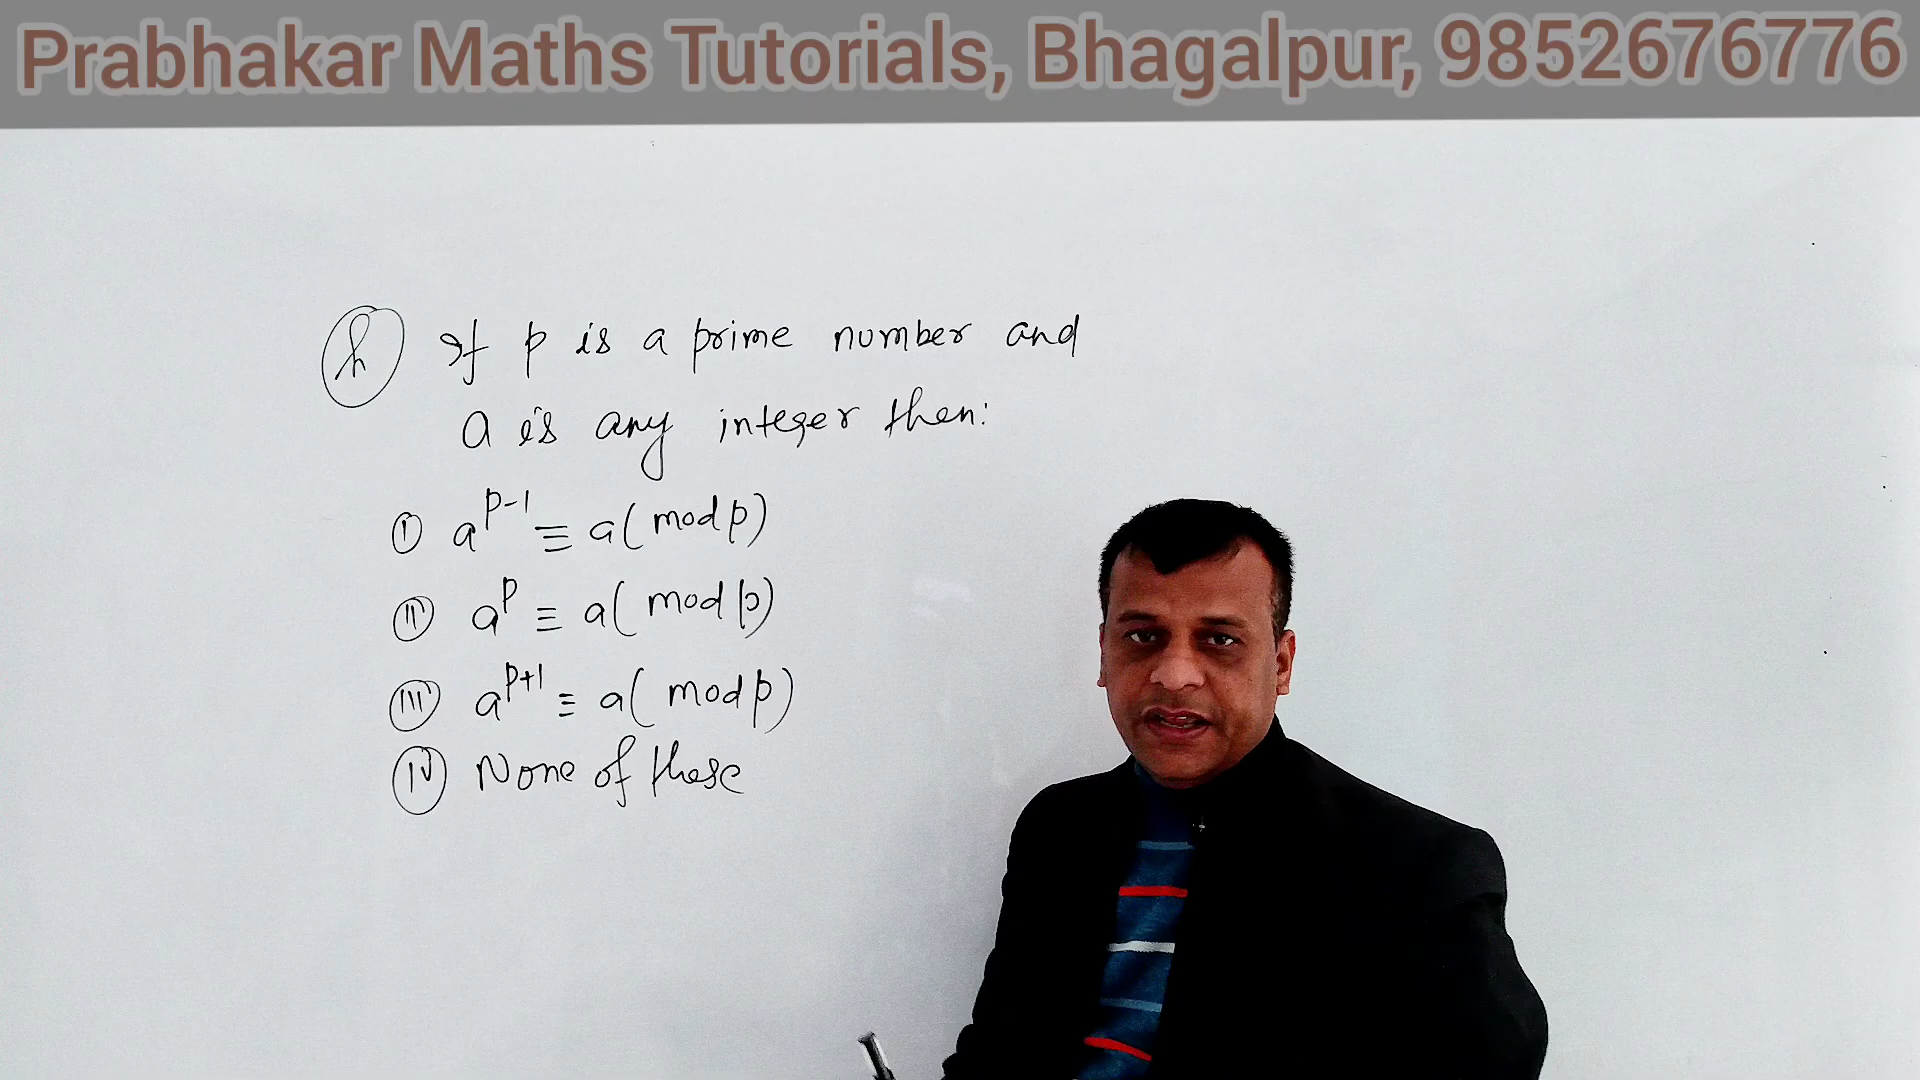 Prabhakar Maths Tutorials, Bhagalpur, 9852676776
(h) If p is a prime number and
a is any integer then:
(I) a^{p-1} ≡ a (mod p)
(II) a^p ≡ a (mod p)
(III) a^{p+1} ≡ a (mod p)
(IV) None of these